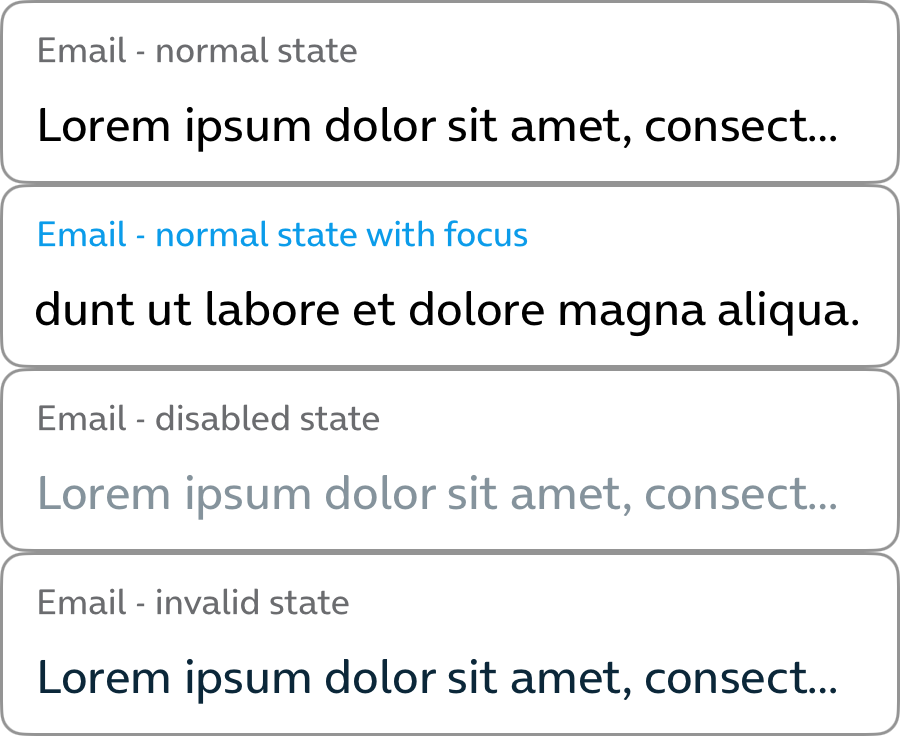 Email - normal state
Lorem ipsum dolor sit amet, consect...
Email - normal state with focus
dunt ut labore et dolore magna aliqua.
Email - disabled state
Lorem ipsum dolor sit amet, consect...
Email - invalid state
Lorem ipsum dolor sit amet, consect...